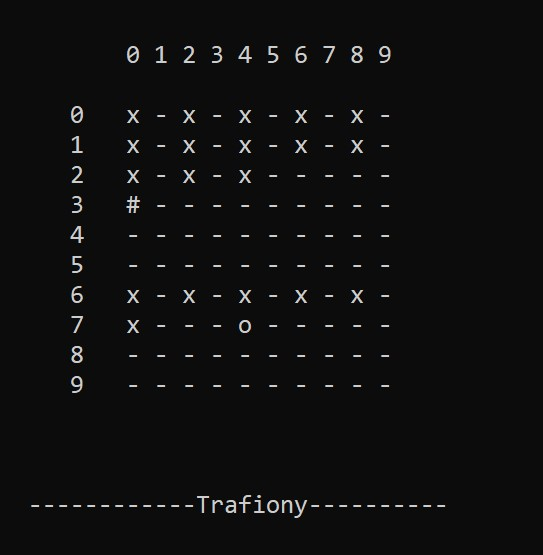 0 1 2 3 4 5 6 7 8 9
0 x - x - x - x - x -
1 x - x - x - x - x -
2 x - x - x - - - - -
3 # - - - - - - - - -
4 - - - - - - - - - -
5 - - - - - - - - - -
6 x - x - x - x - x -
7 x - - - o - - - - -
8 - - - - - - - - - -
9 - - - - - - - - - -
------------Trafiony----------